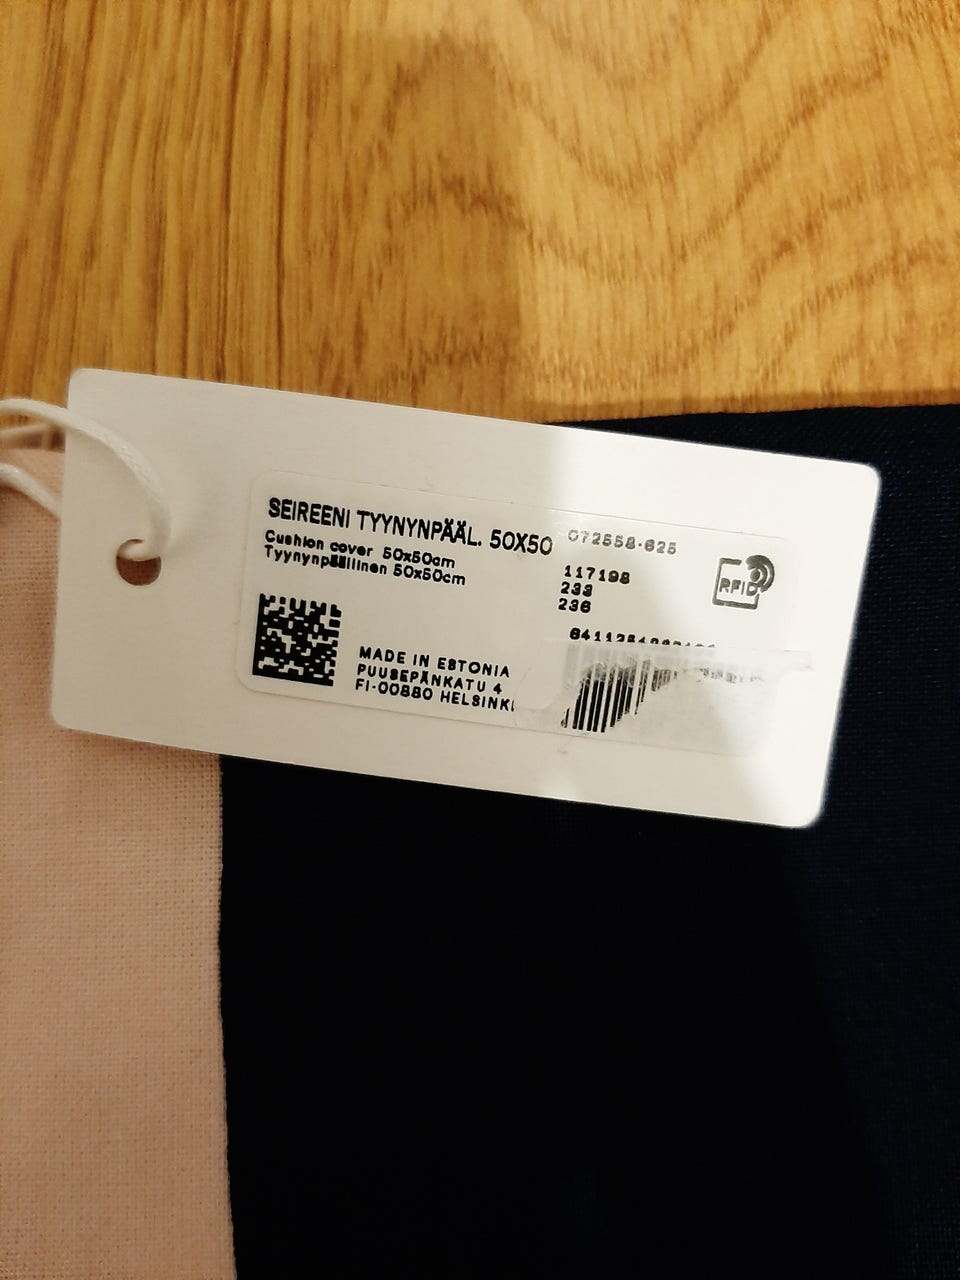 SEIREENI TYYNYNPÄÄL. 50X50
Cushion cover 50x50cm
Tyynynpäällinen 50x50cm
072558-625
117198
233
236
RFID
MADE IN ESTONIA
PUUSEPÄNKATU 4
FI-00880 HELSINKI